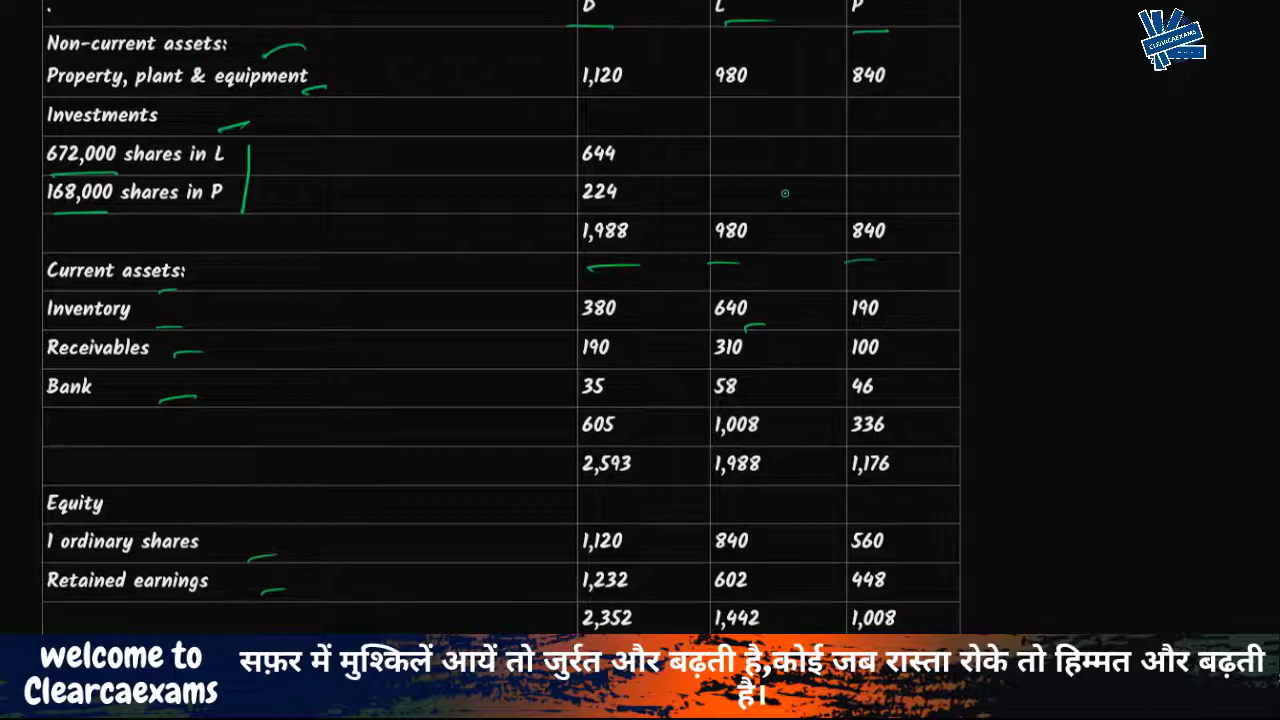 . D L P
Non-current assets:
Property, plant & equipment 1,120 980 840
Investments
672,000 shares in L 644
168,000 shares in P 224
1,988 980 840
Current assets:
Inventory 380 640 190
Receivables 190 310 100
Bank 35 58 46
605 1,008 336
2,593 1,988 1,176
Equity
1 ordinary shares 1,120 840 560
Retained earnings 1,232 602 448
2,352 1,442 1,008
CLEARCAEXAMS
welcome to
Clearcaexams
सफ़र में मुश्किलें आयें तो जुर्रत और बढ़ती है,कोई जब रास्ता रोके तो हिम्मत और बढ़ती
है।